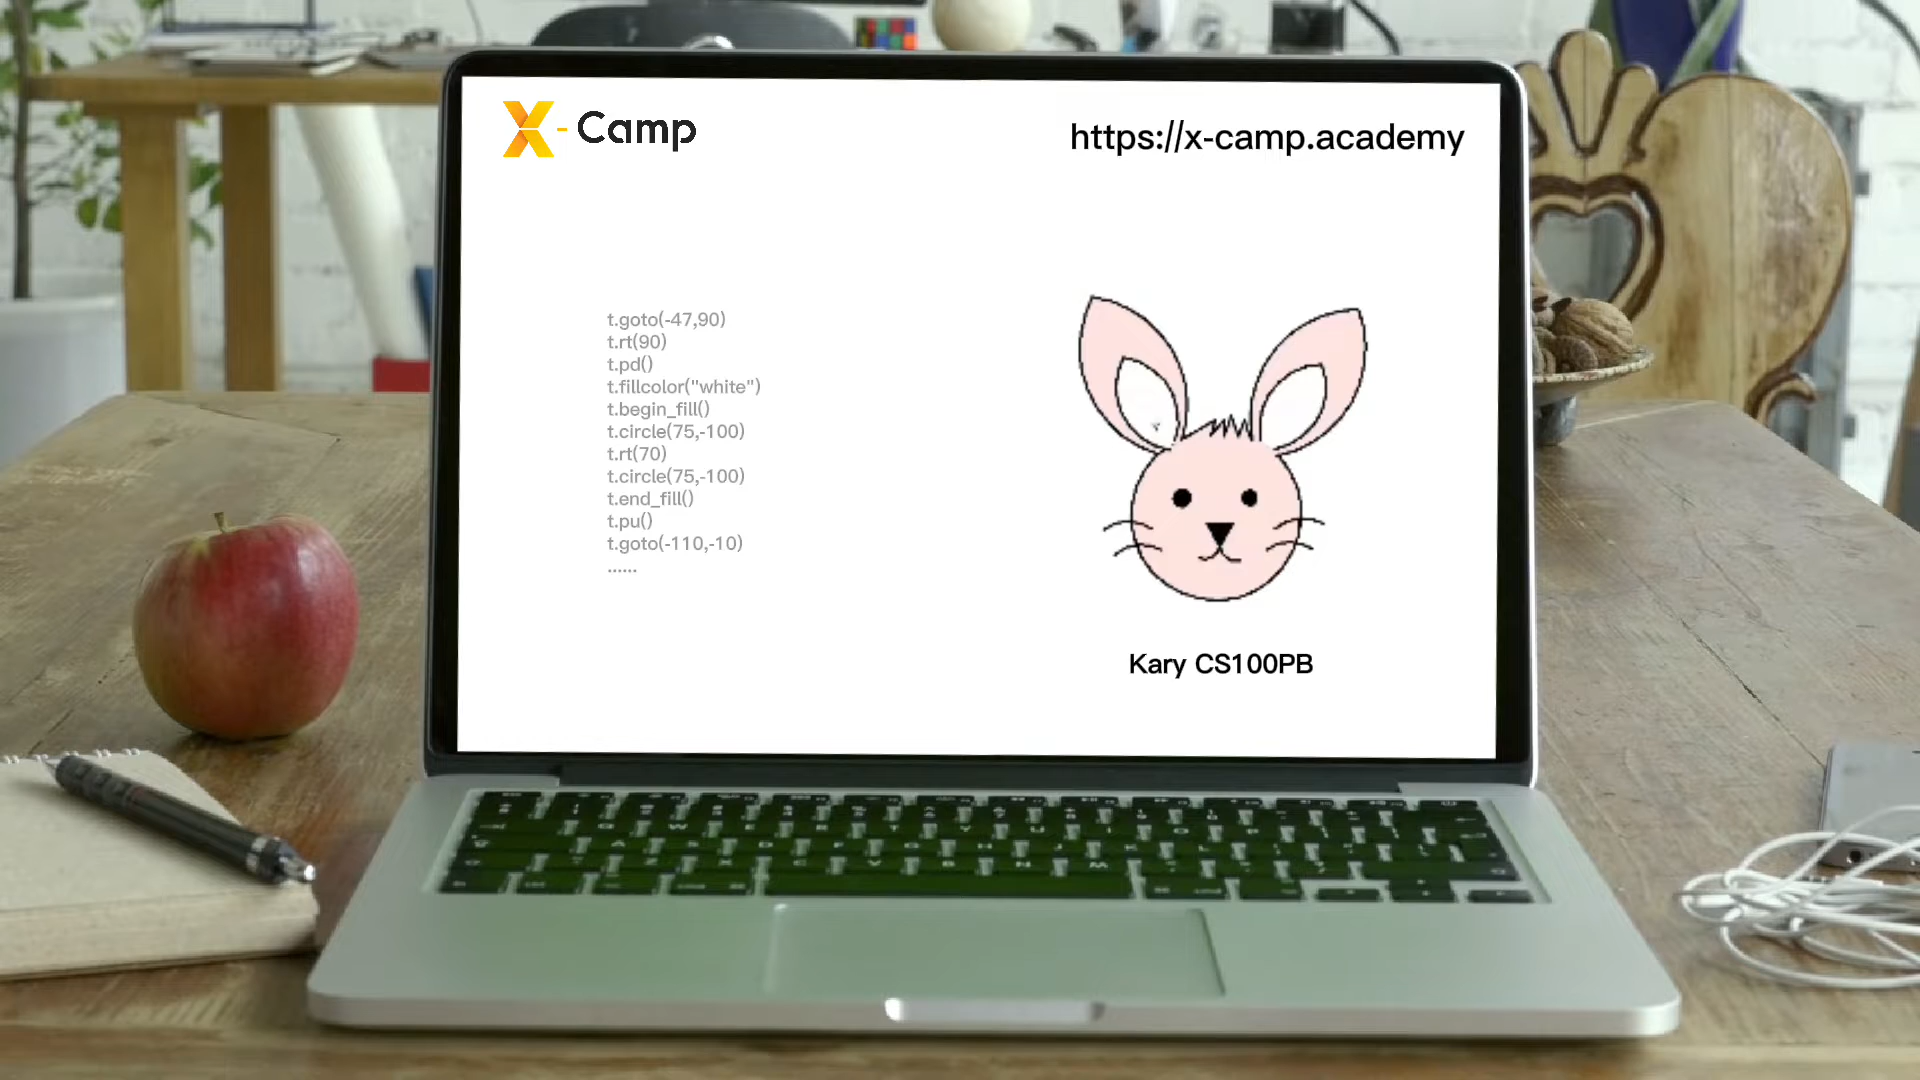 X-Camp
https://x-camp.academy
t.goto(-47,90)
t.rt(90)
t.pd()
t.fillcolor("white")
t.begin_fill()
t.circle(75,-100)
t.rt(70)
t.circle(75,-100)
t.end_fill()
t.pu()
t.goto(-110,-10)
......
Kary CS100PB